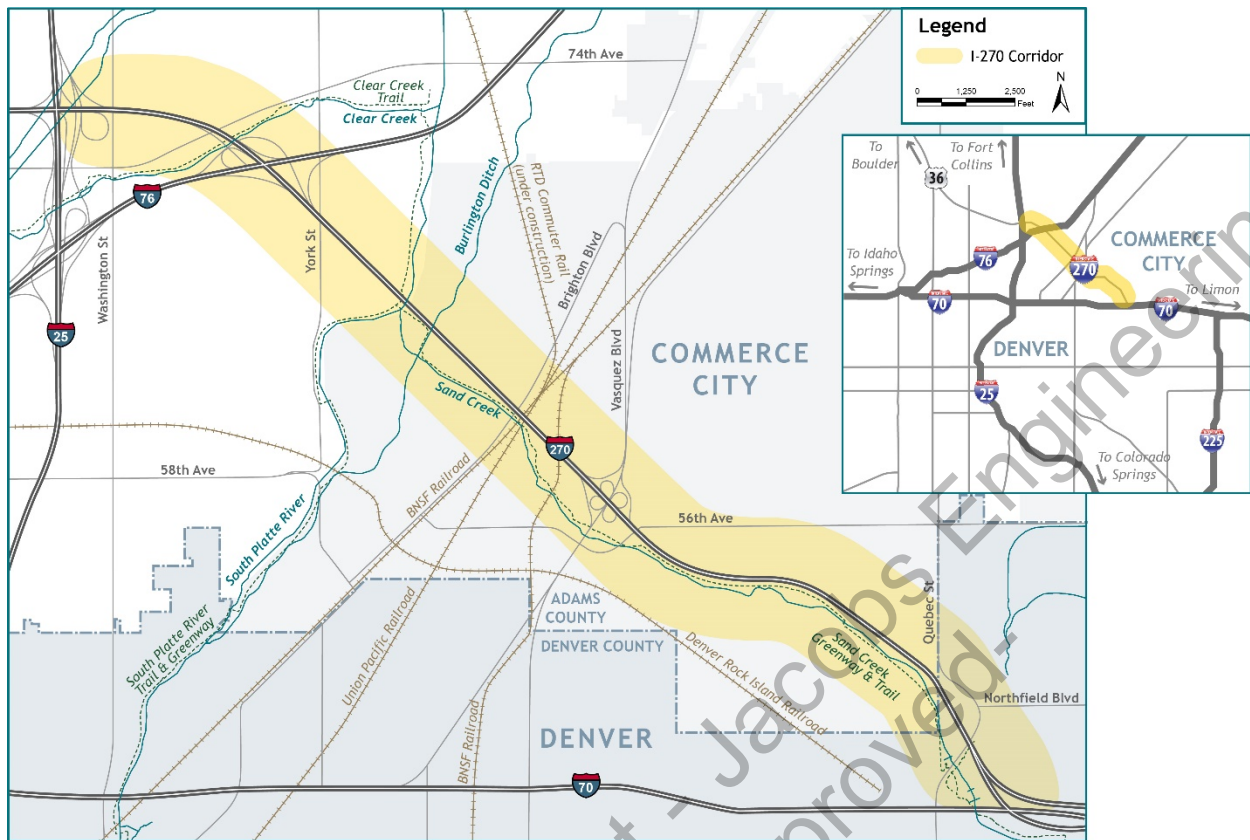 Legend
I-270 Corridor
0 1,250 2,500
Feet
N
74th Ave
Clear Creek
Trail
Clear Creek
76
Washington St
York St
25
Burlington Ditch
RTD Commuter Rail
(under construction)
Brighton Blvd
Vasquez Blvd
COMMERCE
CITY
Sand Creek
270
58th Ave
BNSF Railroad
56th Ave
South Platte River
South Platte River
Trail & Greenway
Union Pacific Railroad
ADAMS
COUNTY
DENVER COUNTY
Denver Rock Island Railroad
Sand Creek
Greenway & Trail
Quebec St
Northfield Blvd
BNSF Railroad
DENVER
70
To
Boulder
To Fort
Collins
36
To Idaho
Springs
76
COMMERCE
CITY
270
To Limon
70
70
DENVER
25
225
To Colorado
Springs
- Jacobs Engineering